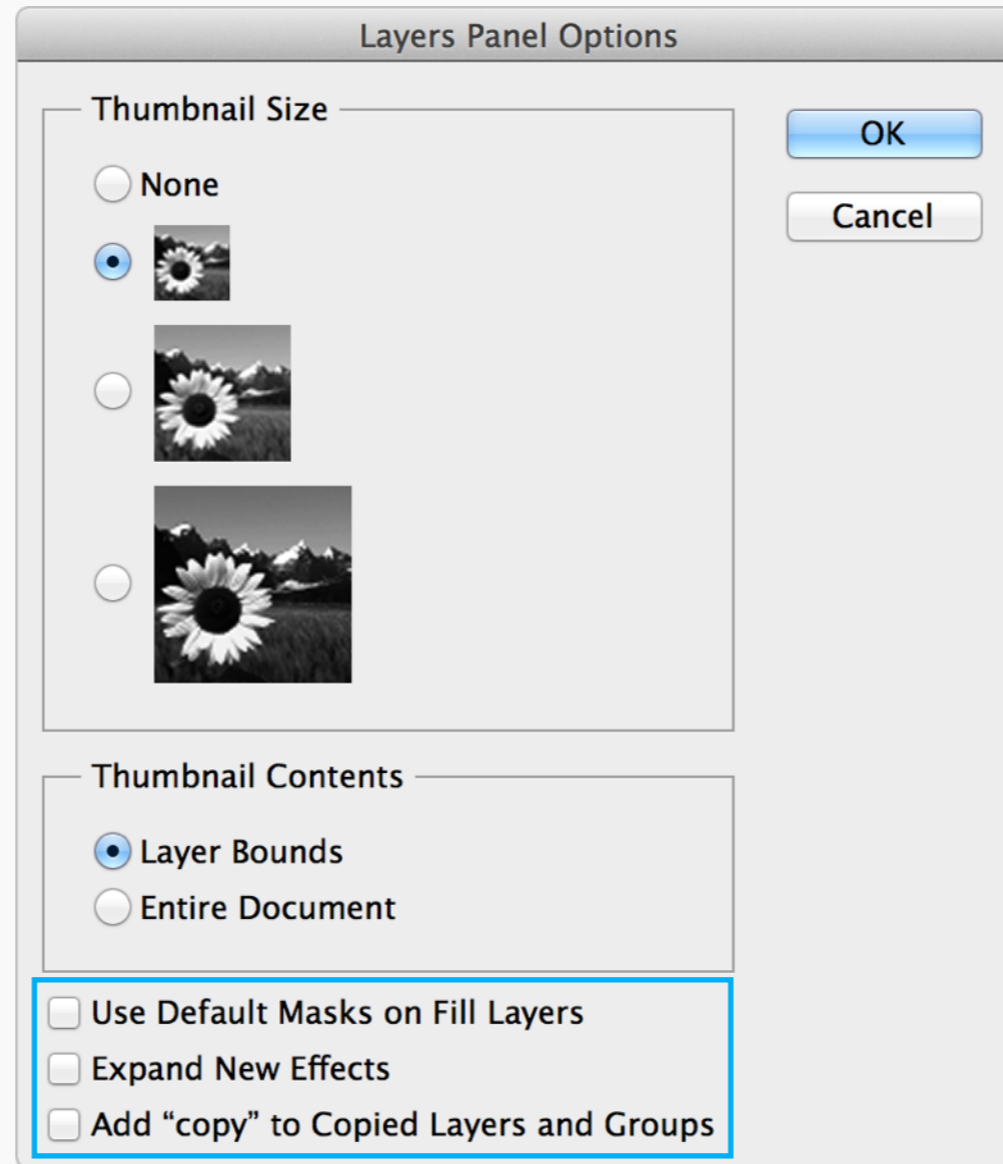 Layers Panel Options
Thumbnail Size
OK
None
Cancel
Thumbnail Contents
Layer Bounds
Entire Document
Use Default Masks on Fill Layers
Expand New Effects
Add “copy” to Copied Layers and Groups